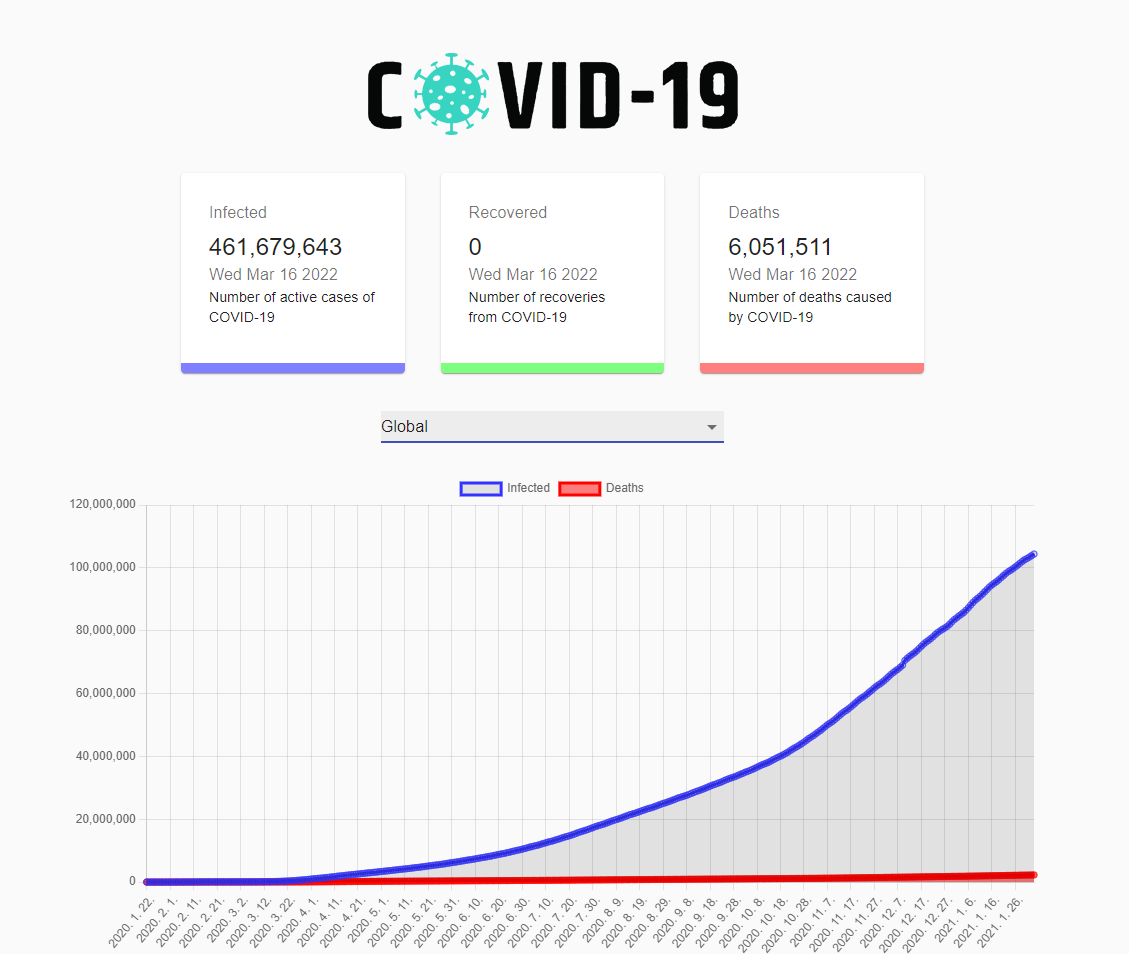 COVID-19
Infected
461,679,643
Wed Mar 16 2022
Number of active cases of
COVID-19
Recovered
0
Wed Mar 16 2022
Number of recoveries
from COVID-19
Deaths
6,051,511
Wed Mar 16 2022
Number of deaths caused
by COVID-19
Global
Infected Deaths
120,000,000
100,000,000
80,000,000
60,000,000
40,000,000
20,000,000
0
2020. 1. 22.
2020. 2. 1.
2020. 2. 11.
2020. 2. 21.
2020. 3. 2.
2020. 3. 12.
2020. 3. 22.
2020. 4. 1.
2020. 4. 11.
2020. 4. 21.
2020. 5. 1.
2020. 5. 11.
2020. 5. 21.
2020. 5. 31.
2020. 6. 10.
2020. 6. 20.
2020. 6. 30.
2020. 7. 10.
2020. 7. 20.
2020. 7. 30.
2020. 8. 9.
2020. 8. 19.
2020. 8. 29.
2020. 9. 8.
2020. 9. 18.
2020. 9. 28.
2020. 10. 8.
2020. 10. 18.
2020. 10. 28.
2020. 11. 7.
2020. 11. 17.
2020. 11. 27.
2020. 12. 7.
2020. 12. 17.
2020. 12. 27.
2021. 1. 6.
2021. 1. 16.
2021. 1. 26.